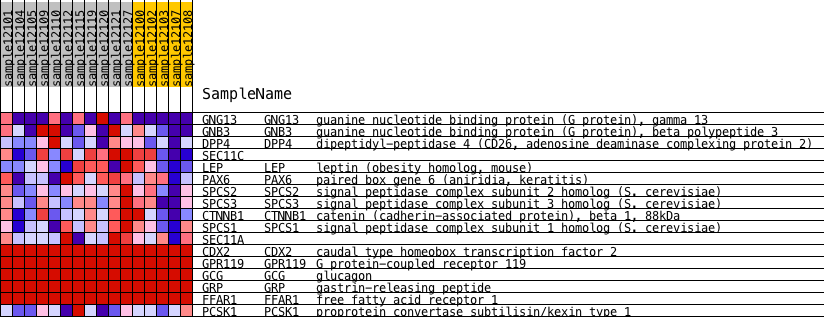 sample12101
sample12104
sample12105
sample12109
sample12110
sample12112
sample12115
sample12119
sample12120
sample12121
sample12127
sample12100
sample12102
sample12103
sample12107
sample12108
SampleName
GNG13 GNG13 guanine nucleotide binding protein (G protein), gamma 13
GNB3 GNB3 guanine nucleotide binding protein (G protein), beta polypeptide 3
DPP4 DPP4 dipeptidyl-peptidase 4 (CD26, adenosine deaminase complexing protein 2)
SEC11C
LEP LEP leptin (obesity homolog, mouse)
PAX6 PAX6 paired box gene 6 (aniridia, keratitis)
SPCS2 SPCS2 signal peptidase complex subunit 2 homolog (S. cerevisiae)
SPCS3 SPCS3 signal peptidase complex subunit 3 homolog (S. cerevisiae)
CTNNB1 CTNNB1 catenin (cadherin-associated protein), beta 1, 88kDa
SPCS1 SPCS1 signal peptidase complex subunit 1 homolog (S. cerevisiae)
SEC11A
CDX2 CDX2 caudal type homeobox transcription factor 2
GPR119 GPR119 G protein-coupled receptor 119
GCG GCG glucagon
GRP GRP gastrin-releasing peptide
FFAR1 FFAR1 free fatty acid receptor 1
PCSK1 PCSK1 proprotein convertase subtilisin/kexin type 1